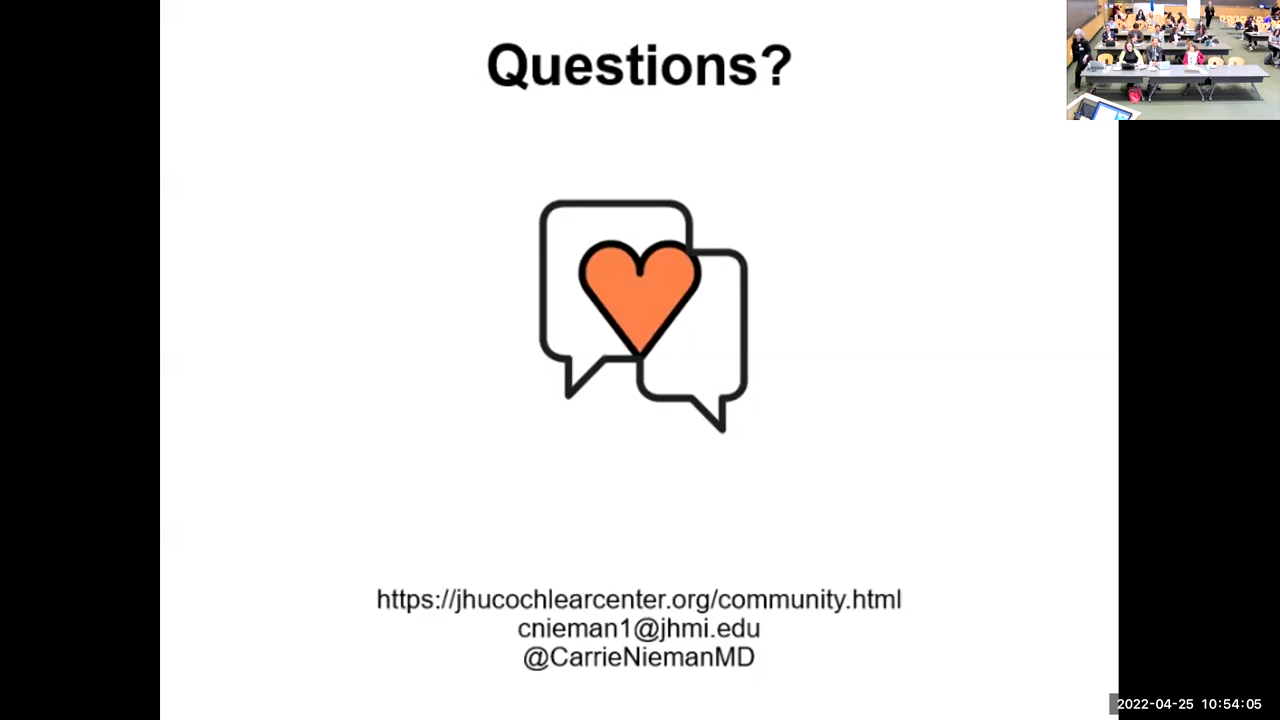 Questions?
https://jhucochlearcenter.org/community.html
cnieman1@jhmi.edu
@CarrieNiemanMD
2022-04-25 10:54:05